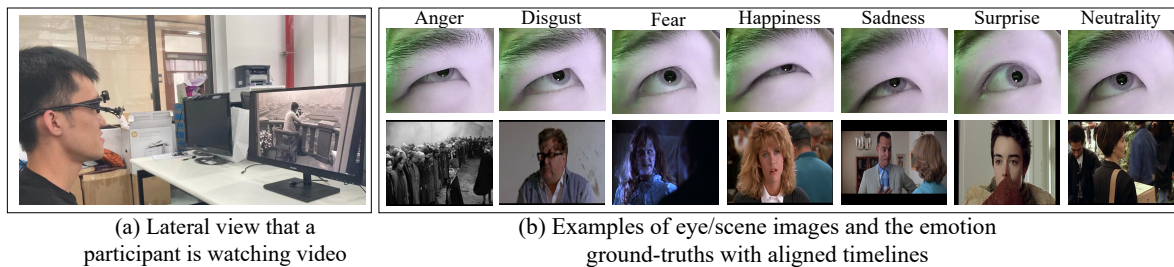 Anger Disgust Fear Happiness Sadness Surprise Neutrality
(a) Lateral view that a
participant is watching video
(b) Examples of eye/scene images and the emotion
ground-truths with aligned timelines